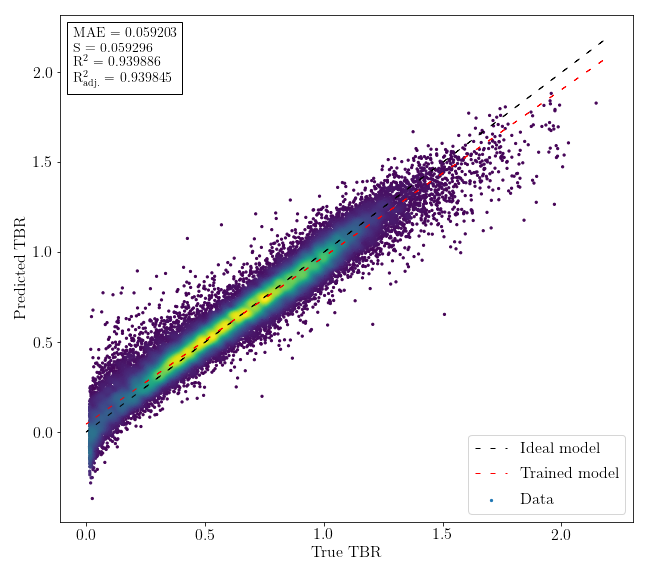 MAE = 0.059203
S = 0.059296
R² = 0.939886
R²adj. = 0.939845
2.0
1.5
1.0
0.5
0.0
Predicted TBR
Ideal model
Trained model
Data
0.0 0.5 1.0 1.5 2.0
True TBR